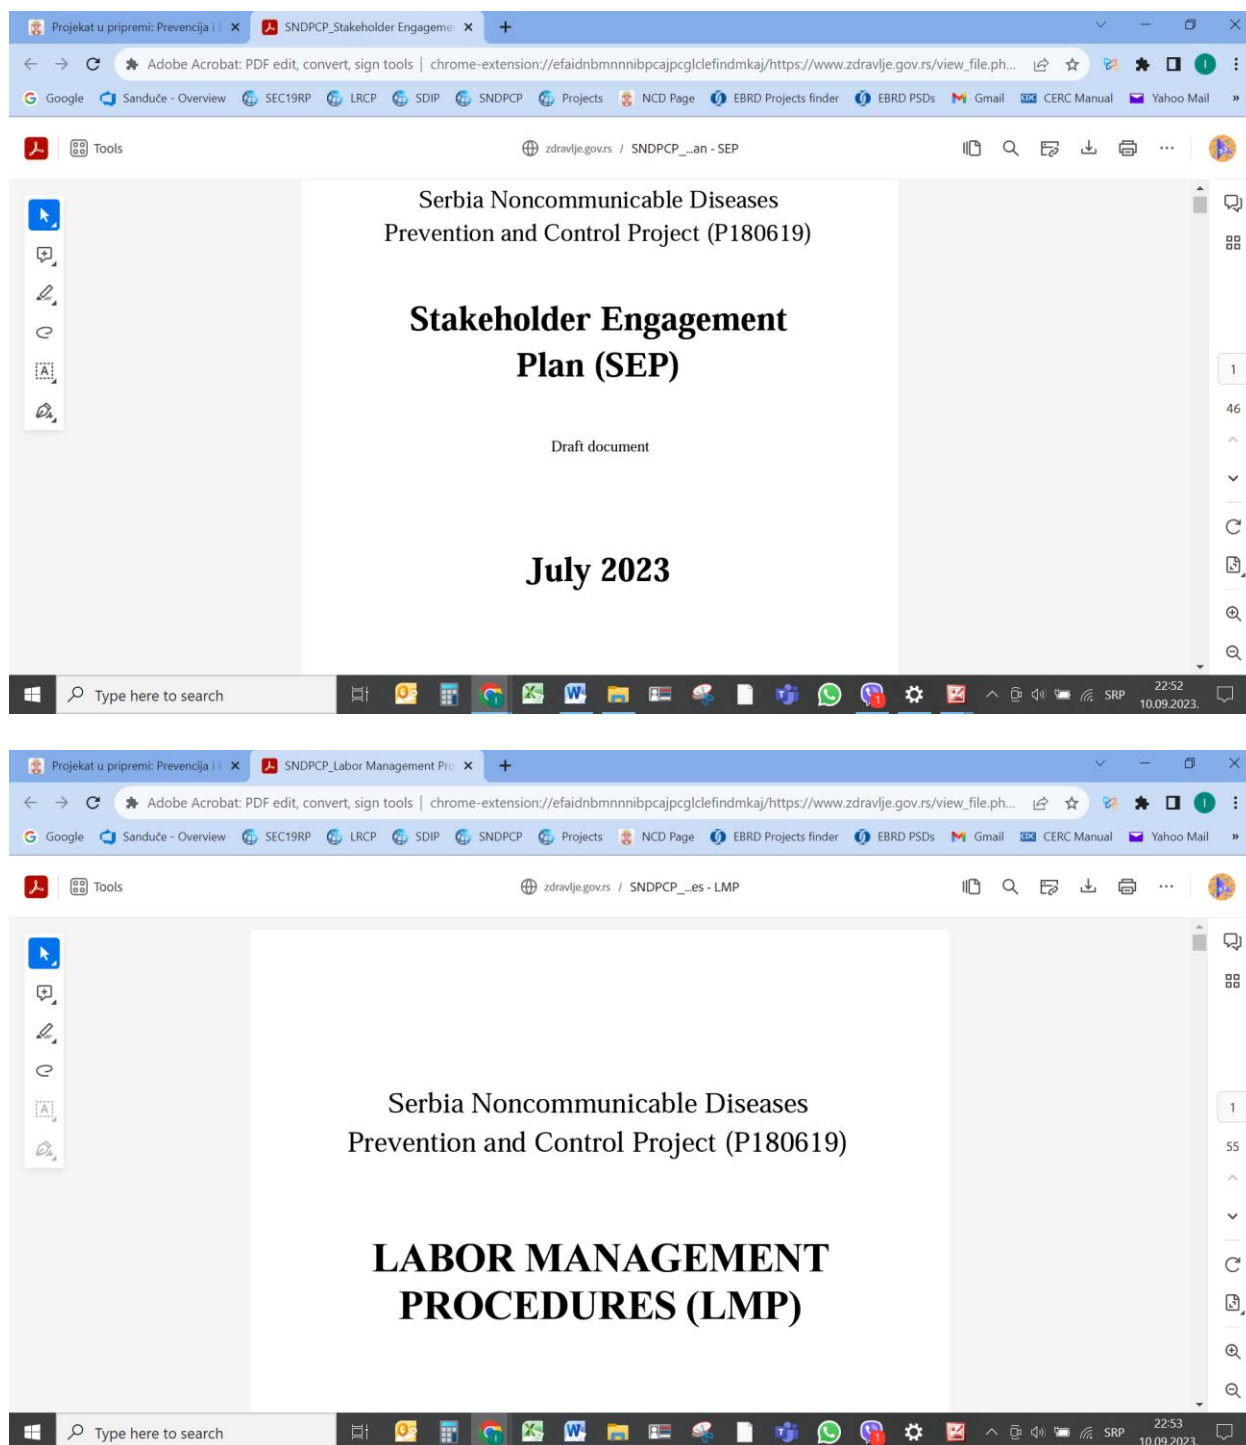 Projekat u pripremi: Prevencija i
SNDPCP_Stakeholder Engageme
Adobe Acrobat: PDF edit, convert, sign tools | chrome-extension://efaidnbmnnnibpcajpcglclefindmkaj/https://www.zdravlje.gov.rs/view_file.ph...
Google Sanduče - Overview SEC19RP LRCP SDIP SNDPCP Projects NCD Page EBRD Projects finder EBRD PSDs Gmail CERC Manual Yahoo Mail »
Tools zdravlje.gov.rs / SNDPCP_...an - SEP
Serbia Noncommunicable Diseases
Prevention and Control Project (P180619)
Stakeholder Engagement
Plan (SEP)
1
46
Draft document
July 2023
Type here to search
SRP
22:52
10.09.2023.
Projekat u pripremi: Prevencija i
SNDPCP_Labor Management Pro
Adobe Acrobat: PDF edit, convert, sign tools | chrome-extension://efaidnbmnnnibpcajpcglclefindmkaj/https://www.zdravlje.gov.rs/view_file.ph...
Google Sanduče - Overview SEC19RP LRCP SDIP SNDPCP Projects NCD Page EBRD Projects finder EBRD PSDs Gmail CERC Manual Yahoo Mail »
Tools zdravlje.gov.rs / SNDPCP_...es - LMP
Serbia Noncommunicable Diseases
Prevention and Control Project (P180619)
1
55
LABOR MANAGEMENT
PROCEDURES (LMP)
Type here to search
SRP
22:53
10.09.2023.